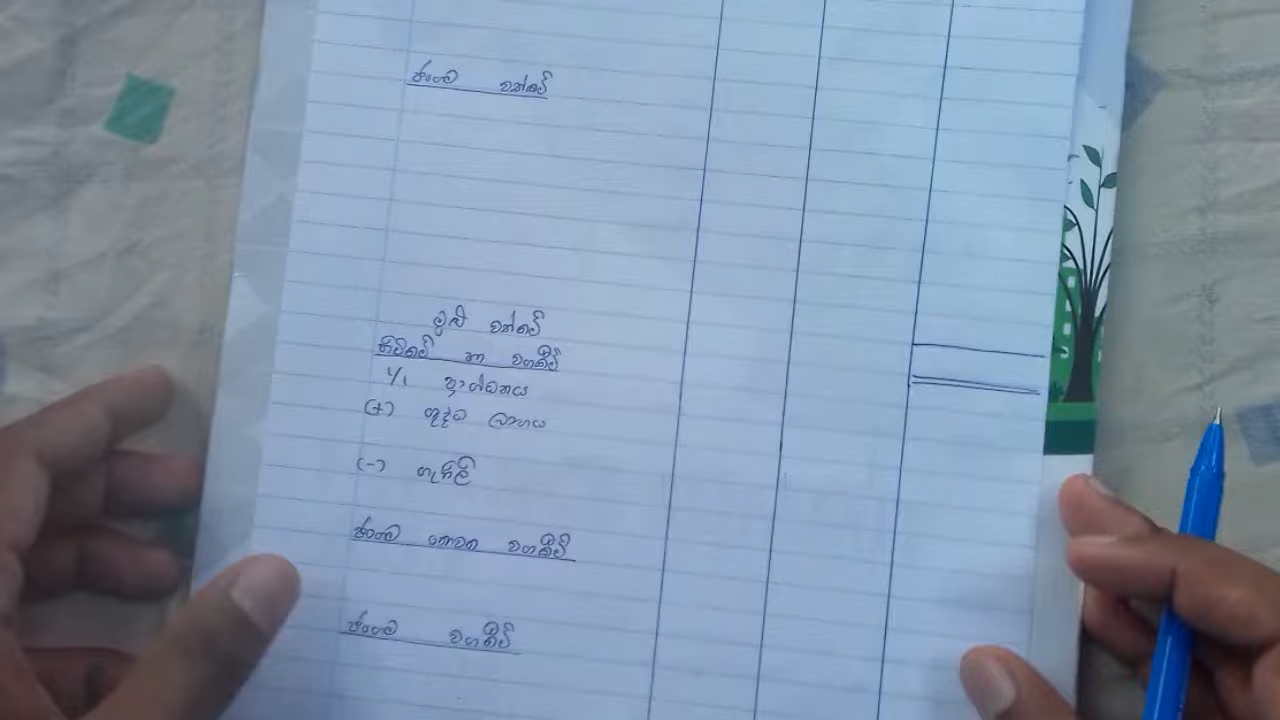 ජංගම වත්කම්
මුළු වත්කම්
හිමිකම් හා වගකීම්
1/1 ප්‍රාග්ධනය
(+) ශුද්ධ ලාභය
(-) ගැනිලි
ජංගම නොවන වගකීම්
ජංගම වගකීම්